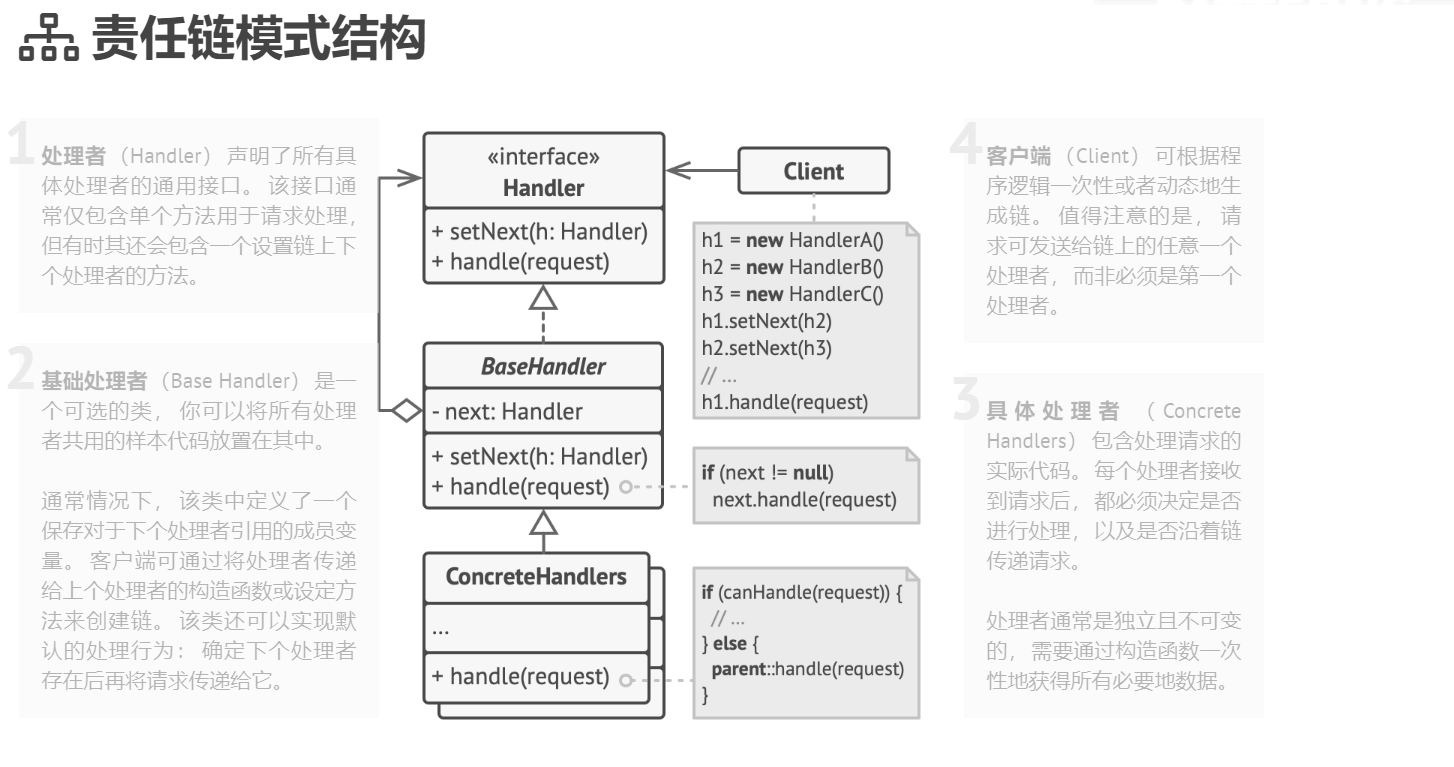 责任链模式结构
1
处理者 （Handler） 声明了所有具
体处理者的通用接口。 该接口通
常仅包含单个方法用于请求处理，
但有时其还会包含一个设置链上下
个处理者的方法。
2
基础处理者 （Base Handler） 是一
个可选的类， 你可以将所有处理
者共用的样本代码放置在其中。
通常情况下， 该类中定义了一个
保存对于下个处理者引用的成员变
量。 客户端可通过将处理者传递
给上个处理者的构造函数或设定方
法来创建链。 该类还可以实现默
认的处理行为： 确定下个处理者
存在后再将请求传递给它。
«interface»
Handler
+ setNext(h: Handler)
+ handle(request)
BaseHandler
- next: Handler
+ setNext(h: Handler)
+ handle(request)
ConcreteHandlers
...
+ handle(request)
Client
h1 = new HandlerA()
h2 = new HandlerB()
h3 = new HandlerC()
h1.setNext(h2)
h2.setNext(h3)
// ...
h1.handle(request)
if (next != null)
next.handle(request)
if (canHandle(request)) {
// ...
} else {
parent::handle(request)
}
4
客户端 （Client） 可根据程
序逻辑一次性或者动态地生
成链。 值得注意的是， 请
求可发送给链上的任意一个
处理者， 而非必须是第一个
处理者。
3
具体处理者 （Concrete
Handlers） 包含处理请求的
实际代码。 每个处理者接收
到请求后， 都必须决定是否
进行处理， 以及是否沿着链
传递请求。
处理者通常是独立且不可变
的， 需要通过构造函数一次
性地获得所有必要地数据。